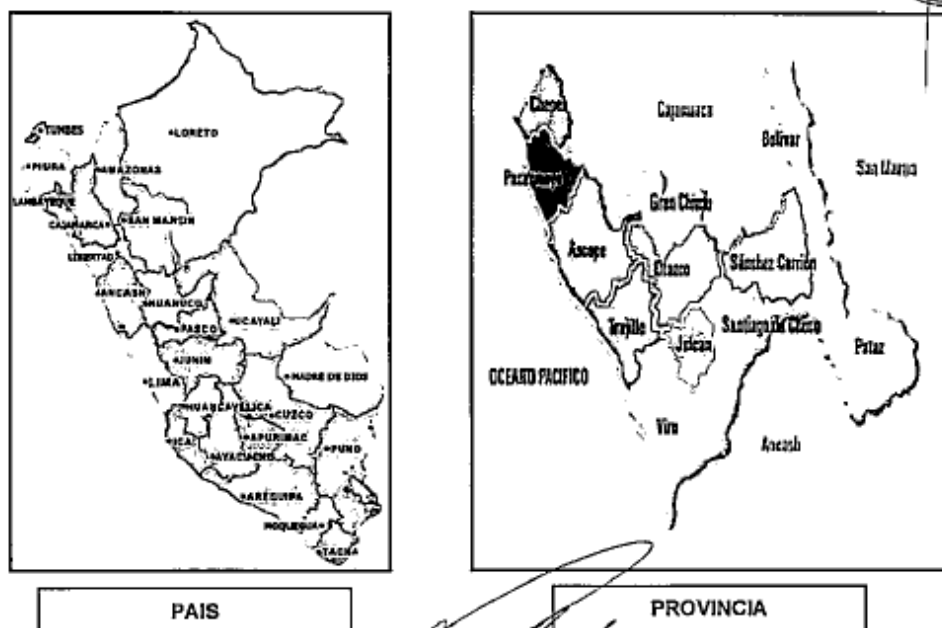 TUMBES
LORETO
PIURA
AMAZONAS
LAMBAYEQUE
SAN MARTIN
CAJAMARCA
LIBERTAD
ANCASH
HUANUCO
UCAYALI
PASCO
JUNIN
LIMA
MADRE DE DIOS
HUANCAVELICA
CUZCO
ICA
APURIMAC
PUNO
AYACUCHO
AREQUIPA
MOQUEGUA
TACNA
PAIS
Chepen
Cajamarca
Bolivar
San Martin
Pacasmayo
Gran Chimu
Ascope
Otuzco
Sánchez Carrión
Trujillo
Julcan
Santiago de Chuco
Pataz
OCEANO PACIFICO
Viru
Ancash
PROVINCIA